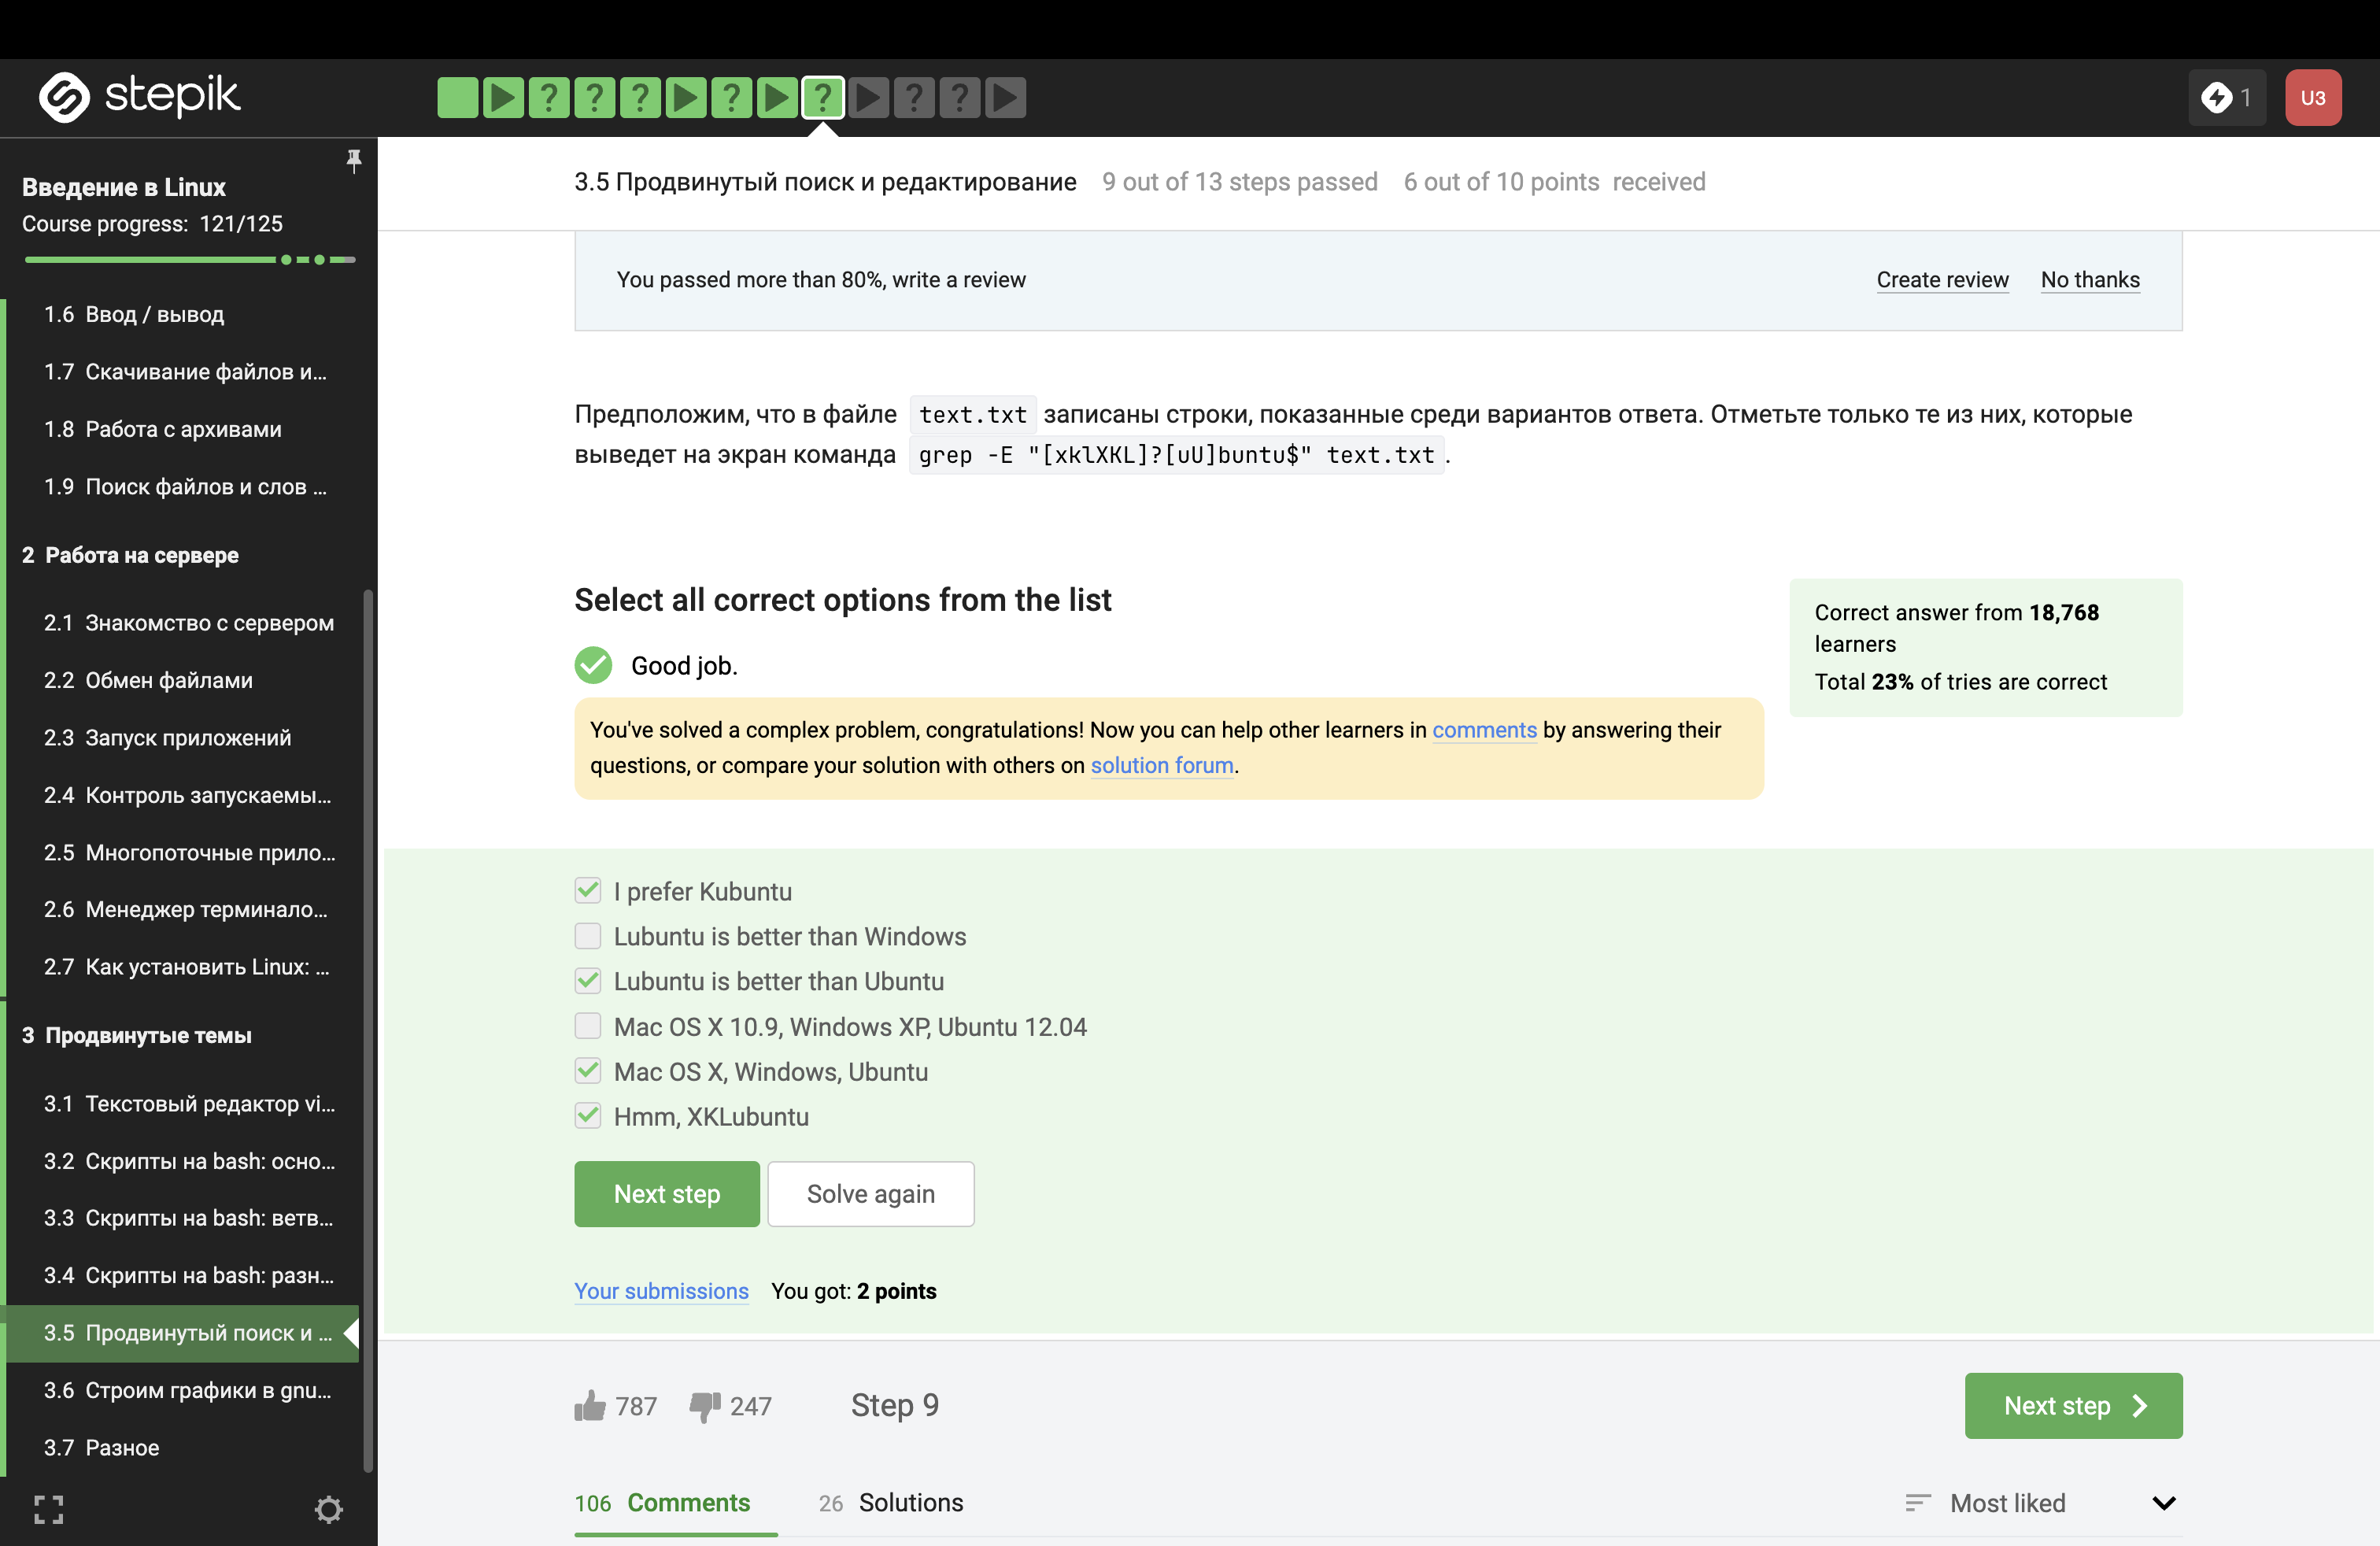 stepik
? ? ? ? ? ? ?
1
U3
Введение в Linux
Course progress: 121/125
1.6 Ввод / вывод
1.7 Скачивание файлов и...
1.8 Работа с архивами
1.9 Поиск файлов и слов ...
2 Работа на сервере
2.1 Знакомство с сервером
2.2 Обмен файлами
2.3 Запуск приложений
2.4 Контроль запускаемы...
2.5 Многопоточные прило...
2.6 Менеджер терминало...
2.7 Как установить Linux: ...
3 Продвинутые темы
3.1 Текстовый редактор vi...
3.2 Скрипты на bash: осно...
3.3 Скрипты на bash: ветв...
3.4 Скрипты на bash: разн...
3.5 Продвинутый поиск и ...
3.6 Строим графики в gnu...
3.7 Разное
3.5 Продвинутый поиск и редактирование 9 out of 13 steps passed 6 out of 10 points received
You passed more than 80%, write a review Create review No thanks
Предположим, что в файле text.txt записаны строки, показанные среди вариантов ответа. Отметьте только те из них, которые
выведет на экран команда grep -E "[xklXKL]?[uU]buntu$" text.txt.
Select all correct options from the list
Good job.
You've solved a complex problem, congratulations! Now you can help other learners in comments by answering their
questions, or compare your solution with others on solution forum.
Correct answer from 18,768
learners
Total 23% of tries are correct
I prefer Kubuntu
Lubuntu is better than Windows
Lubuntu is better than Ubuntu
Mac OS X 10.9, Windows XP, Ubuntu 12.04
Mac OS X, Windows, Ubuntu
Hmm, XKLubuntu
Next step Solve again
Your submissions You got: 2 points
787 247 Step 9 Next step
106 Comments 26 Solutions Most liked